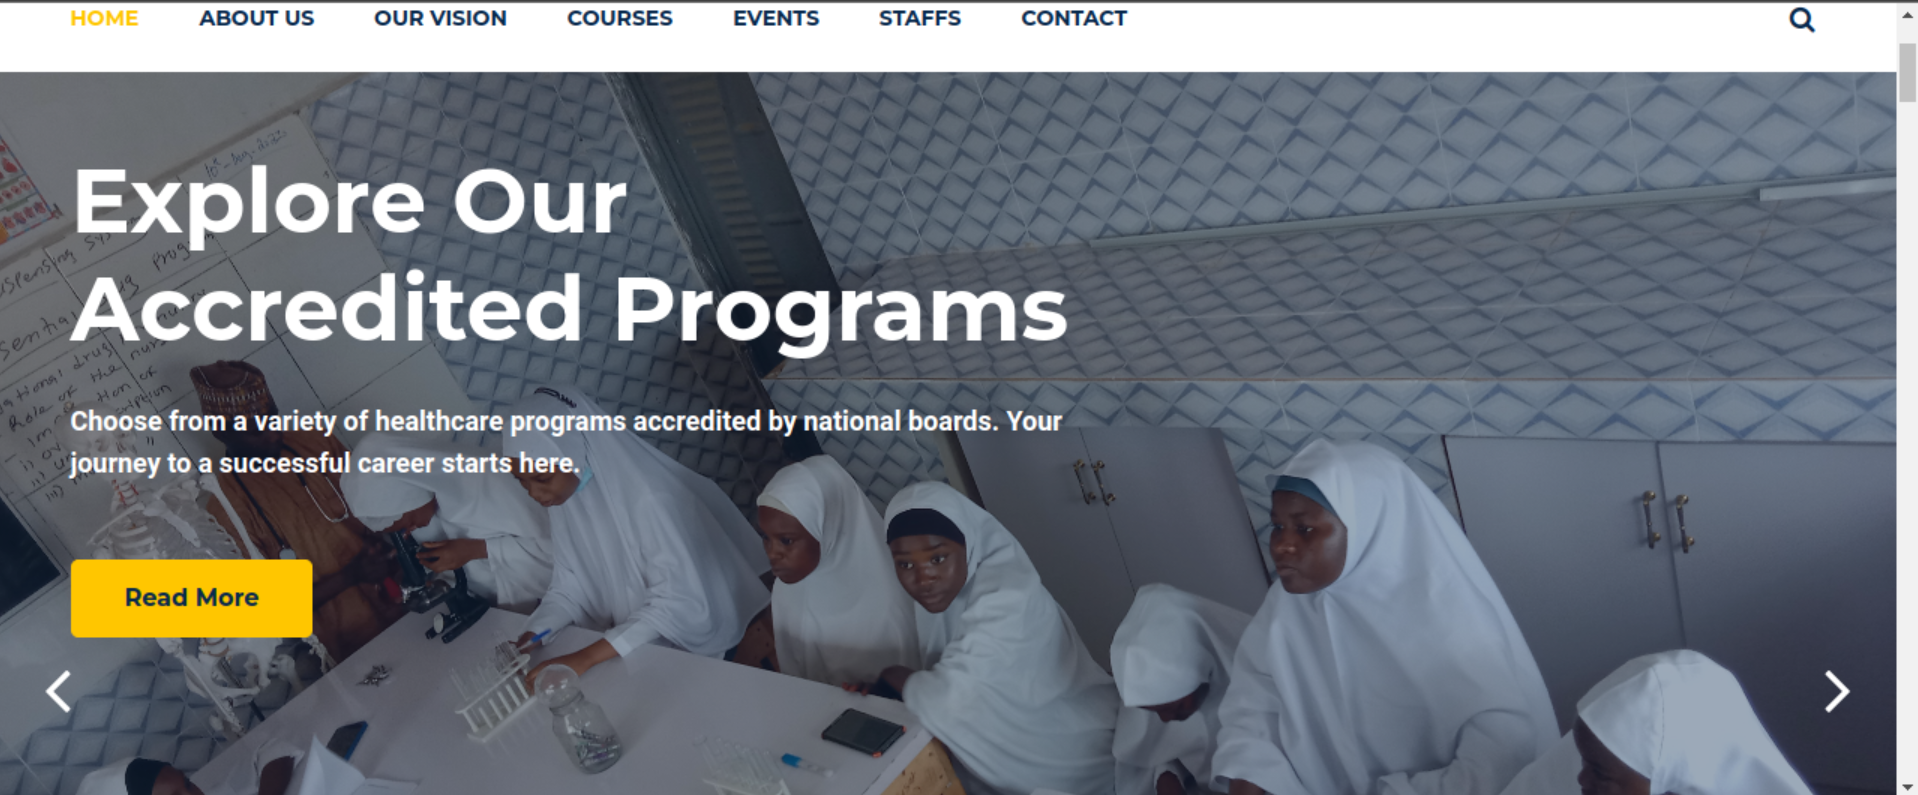 HOME ABOUT US OUR VISION COURSES EVENTS STAFFS CONTACT
Explore Our
Accredited Programs
Choose from a variety of healthcare programs accredited by national boards. Your
journey to a successful career starts here.
Read More